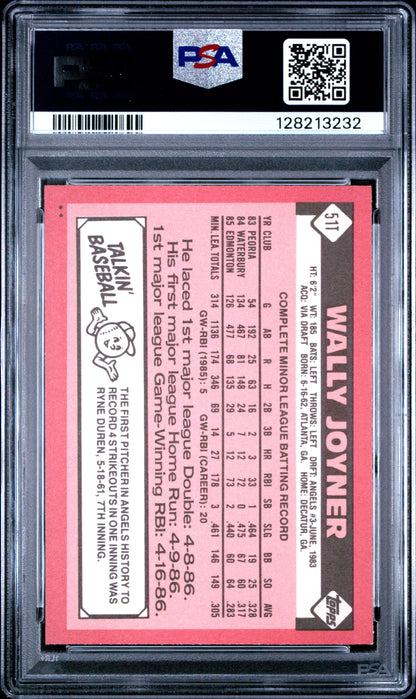 PSA
128213232
51T
WALLY JOYNER
Topps
HT: 6'2" WT: 185 BATS: LEFT THROWS: LEFT DRFT: ANGELS #3-JUNE, 1983
ACQ: VIA DRAFT BORN: 6-16-62, ATLANTA, GA. HOME: DECATUR, GA.
COMPLETE MINOR LEAGUE BATTING RECORD
YR CLUB G AB R H 2B 3B HR RBI SB SLG BB SO AVG
83 PEORIA 54 192 25 63 16 2 3 33 1 .464 19 25 .328
84 WATERBURY 134 467 81 148 24 7 12 72 0 .475 67 60 .317
85 EDMONTON 126 477 68 135 29 5 12 73 2 .440 60 64 .283
MIN. LEA. TOTALS 314 1136 174 346 69 14 27 178 3 .461 146 149 .305
GW-RBI (1985): 5 GW-RBI (CAREER): 20
He laced 1st major league Double: 4-8-86.
His first major league Home Run: 4-9-86.
1st major league Game-Winning RBI: 4-16-86.
TALKIN'
BASEBALL
THE FIRST PITCHER IN ANGELS HISTORY TO
RECORD 4 STRIKEOUTS IN ONE INNING WAS
RYNE DUREN, 5-18-61, 7TH INNING.
**
PSA